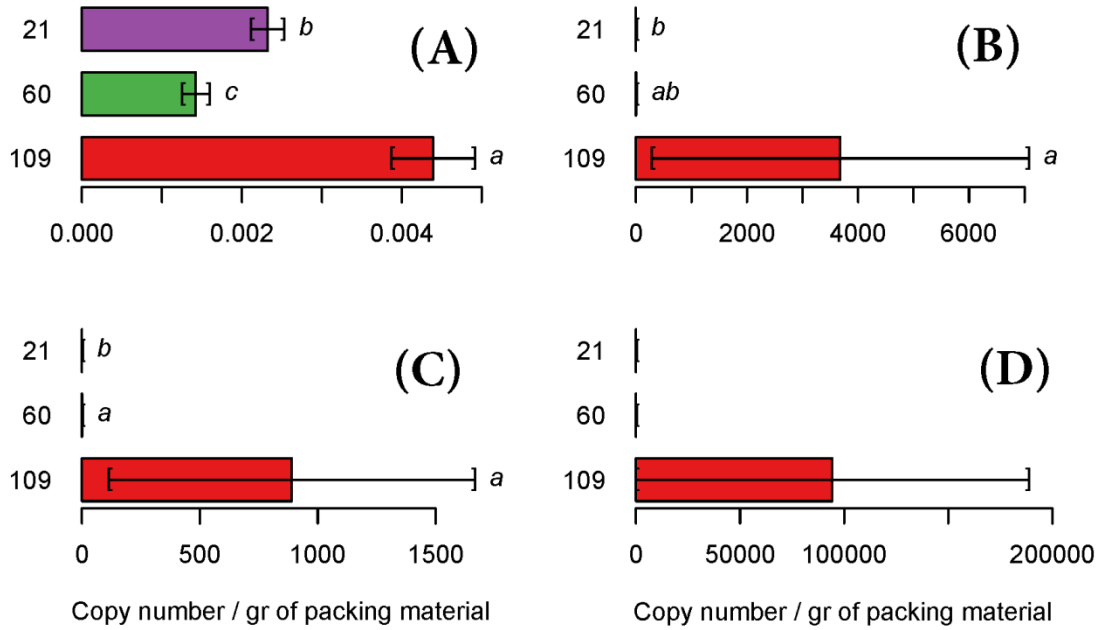 21
b
(A)
60
c
109
a
0.000 0.002 0.004
21
b
(B)
60
ab
109
a
0 2000 4000 6000
21
b
(C)
60
a
109
a
0 500 1000 1500
Copy number / gr of packing material
21
(D)
60
109
0 50000 100000 200000
Copy number / gr of packing material